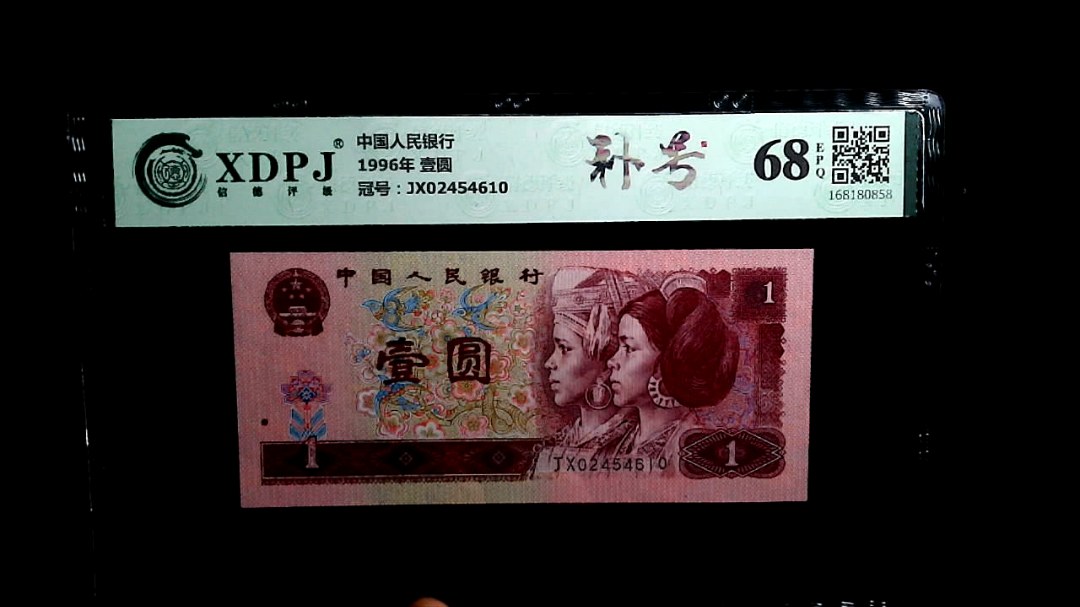 XDPJ®
信德评级
中国人民银行
1996年 壹圆
冠号：JX02454610
补号
68
EPQ
168180858
中国人民银行
1
壹圆
1
JX02454610
1